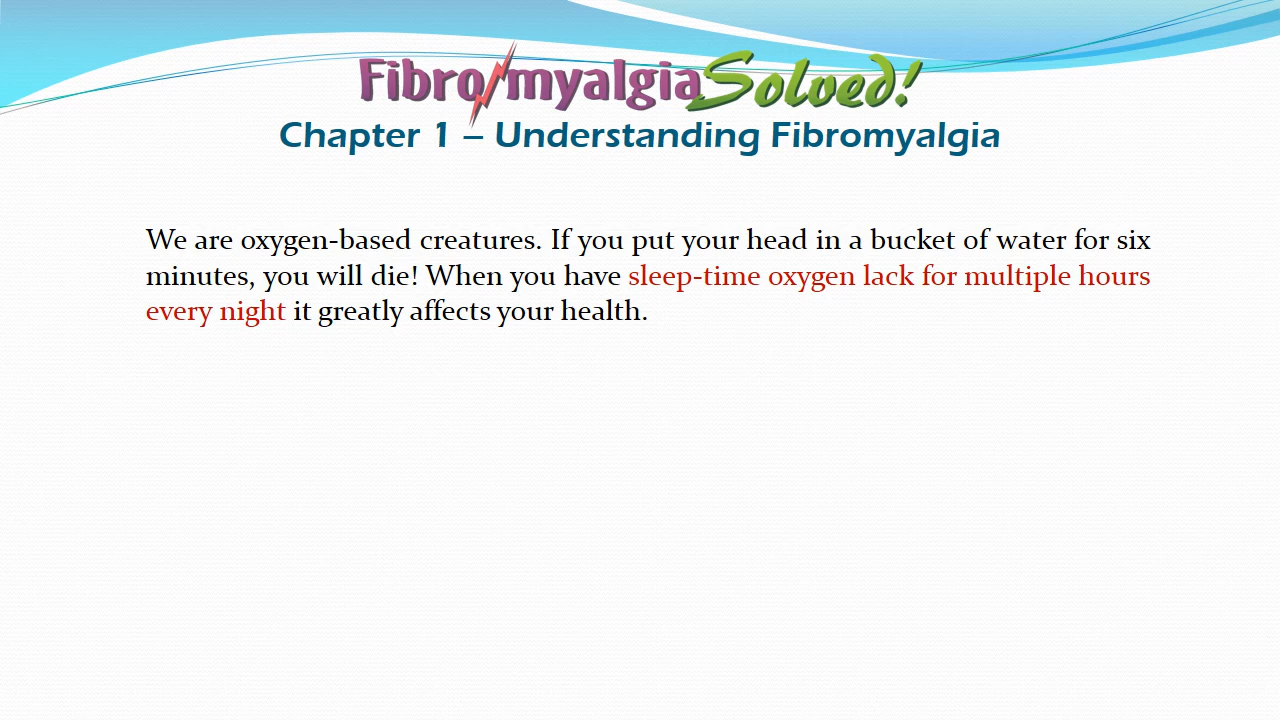 Fibromyalgia Solved!
Chapter 1 – Understanding Fibromyalgia
We are oxygen-based creatures. If you put your head in a bucket of water for six
minutes, you will die! When you have sleep-time oxygen lack for multiple hours
every night it greatly affects your health.